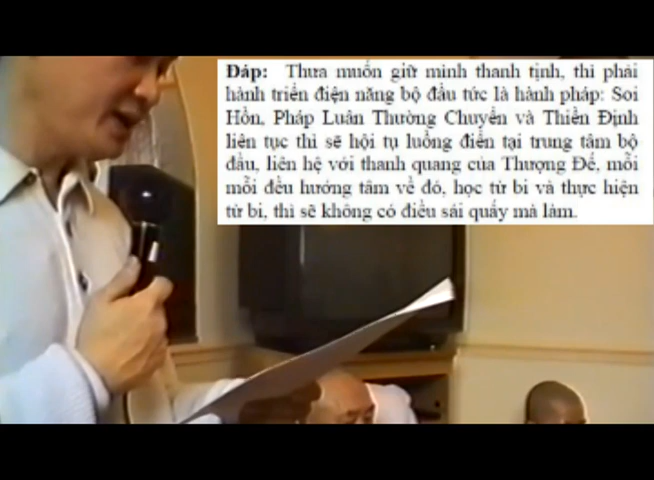 Đáp: Thưa muốn giữ mình thanh tịnh, thì phải
hành triển điện năng bộ đầu tức là hành pháp: Soi
Hồn, Pháp Luân Thường Chuyển và Thiền Định
liên tục thì sẽ hội tụ luồng điển tại trung tâm bộ
đầu, liên hệ với thanh quang của Thượng Đế, mỗi
mỗi đều hướng tâm về đó, học từ bi và thực hiện
từ bi, thì sẽ không có điều sái quấy mà làm.